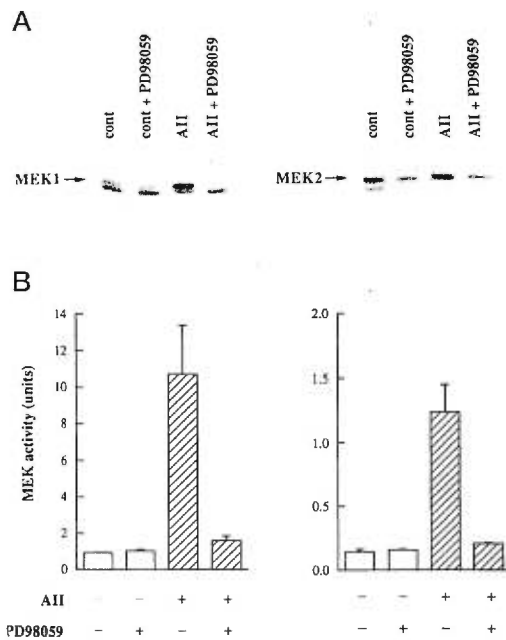 A
cont
cont + PD98059
AII
AII + PD98059
cont
cont + PD98059
AII
AII + PD98059
MEK1
MEK2
B
MEK activity (units)
14
12
10
8
6
4
2
0
2.0
1.5
1.0
0.5
0.0
AII - - + + - - + +
PD98059 - + - + - + - +